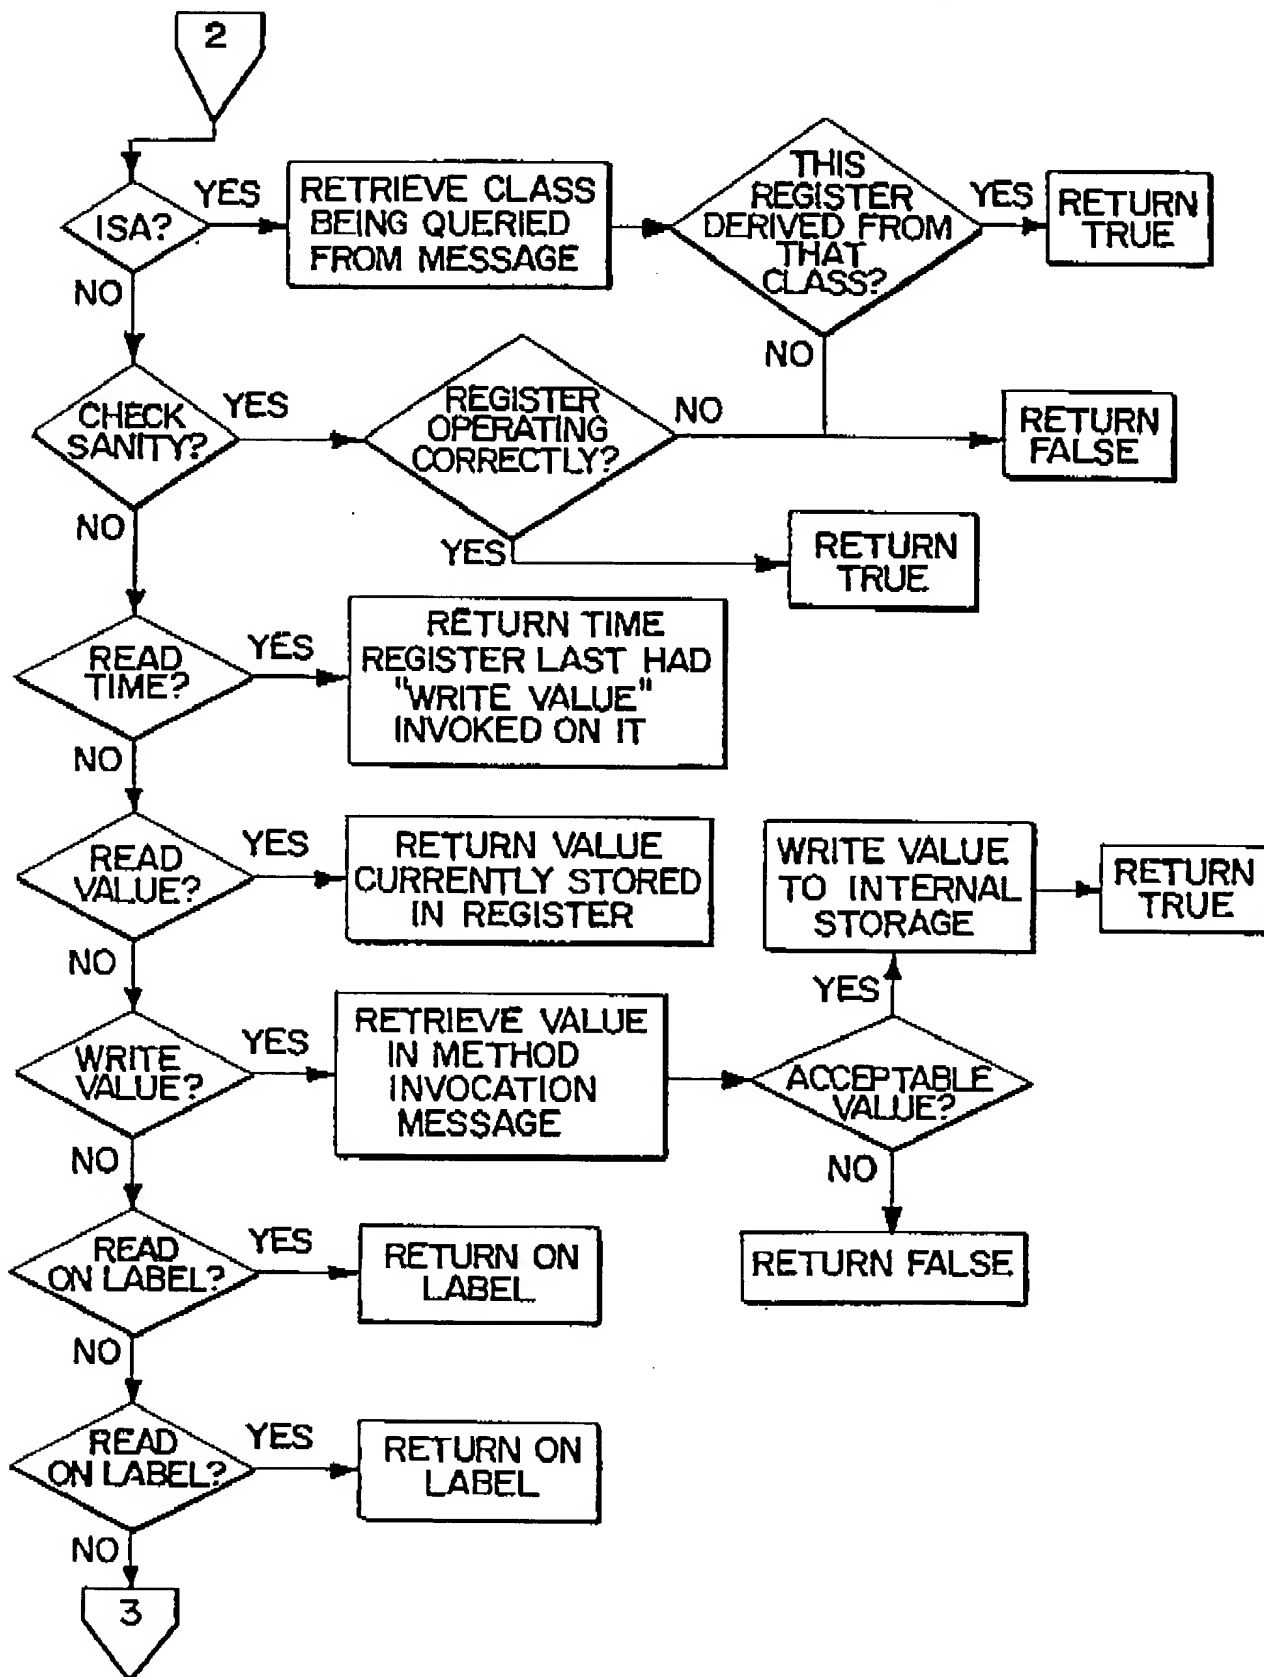 2
ISA?
YES
NO
RETRIEVE CLASS
BEING QUERIED
FROM MESSAGE
THIS
REGISTER
DERIVED FROM
THAT
CLASS?
YES
NO
RETURN
TRUE
CHECK
SANITY?
YES
NO
REGISTER
OPERATING
CORRECTLY?
NO
YES
RETURN
FALSE
RETURN
TRUE
READ
TIME?
YES
NO
RETURN TIME
REGISTER LAST HAD
"WRITE VALUE"
INVOKED ON IT
READ
VALUE?
YES
NO
RETURN VALUE
CURRENTLY STORED
IN REGISTER
WRITE VALUE
TO INTERNAL
STORAGE
RETURN
TRUE
WRITE
VALUE?
YES
NO
RETRIEVE VALUE
IN METHOD
INVOCATION
MESSAGE
YES
ACCEPTABLE
VALUE?
NO
RETURN FALSE
READ
ON LABEL?
YES
NO
RETURN ON
LABEL
READ
ON LABEL?
YES
NO
RETURN ON
LABEL
3